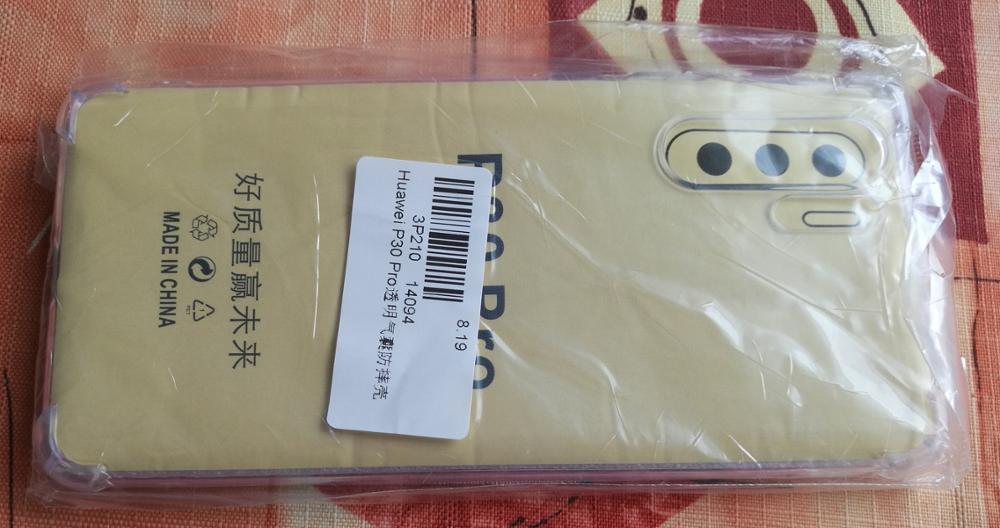 8.19
3P210 14094
Huawei P30 Pro透明气囊防摔壳
Pro
好质量赢未来
PET
MADE IN CHINA